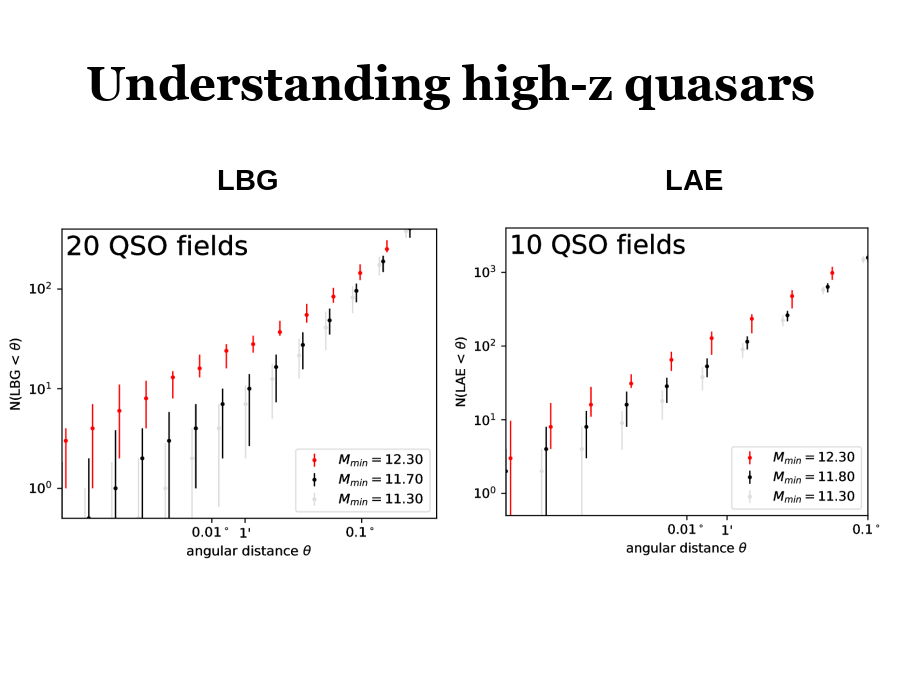 Understanding high-z quasars
LBG
20 QSO fields
N(LBG < θ)
10²
10¹
10⁰
M_min = 12.30
M_min = 11.70
M_min = 11.30
0.01° 1' 0.1°
angular distance θ
LAE
10 QSO fields
N(LAE < θ)
10³
10²
10¹
10⁰
M_min = 12.30
M_min = 11.80
M_min = 11.30
0.01° 1' 0.1°
angular distance θ